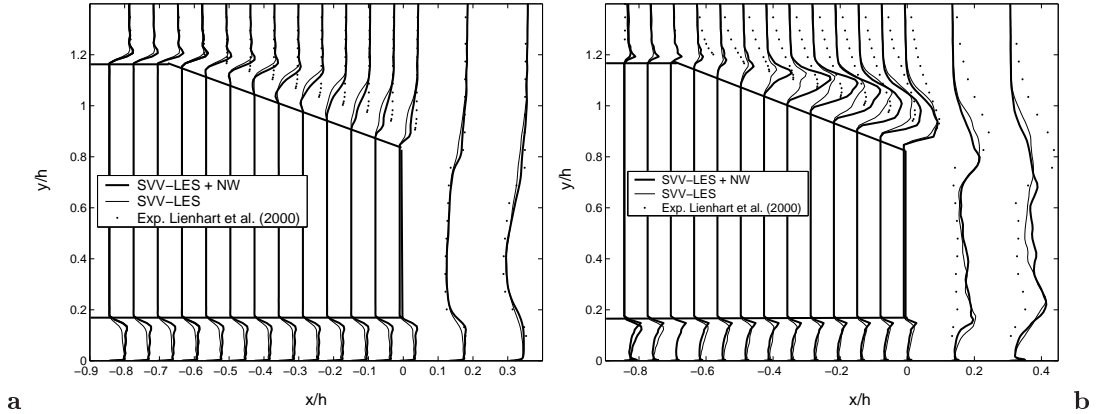 1.2
1
0.8
0.6
0.4
0.2
0
y/h
SVV−LES + NW
SVV−LES
Exp. Lienhart et al. (2000)
−0.9 −0.8 −0.7 −0.6 −0.5 −0.4 −0.3 −0.2 −0.1 0 0.1 0.2 0.3 0.4
x/h
a
1.2
1
0.8
0.6
0.4
0.2
0
y/h
SVV−LES + NW
SVV−LES
Exp. Lienhart et al. (2000)
−0.8 −0.6 −0.4 −0.2 0 0.2 0.4
x/h
b